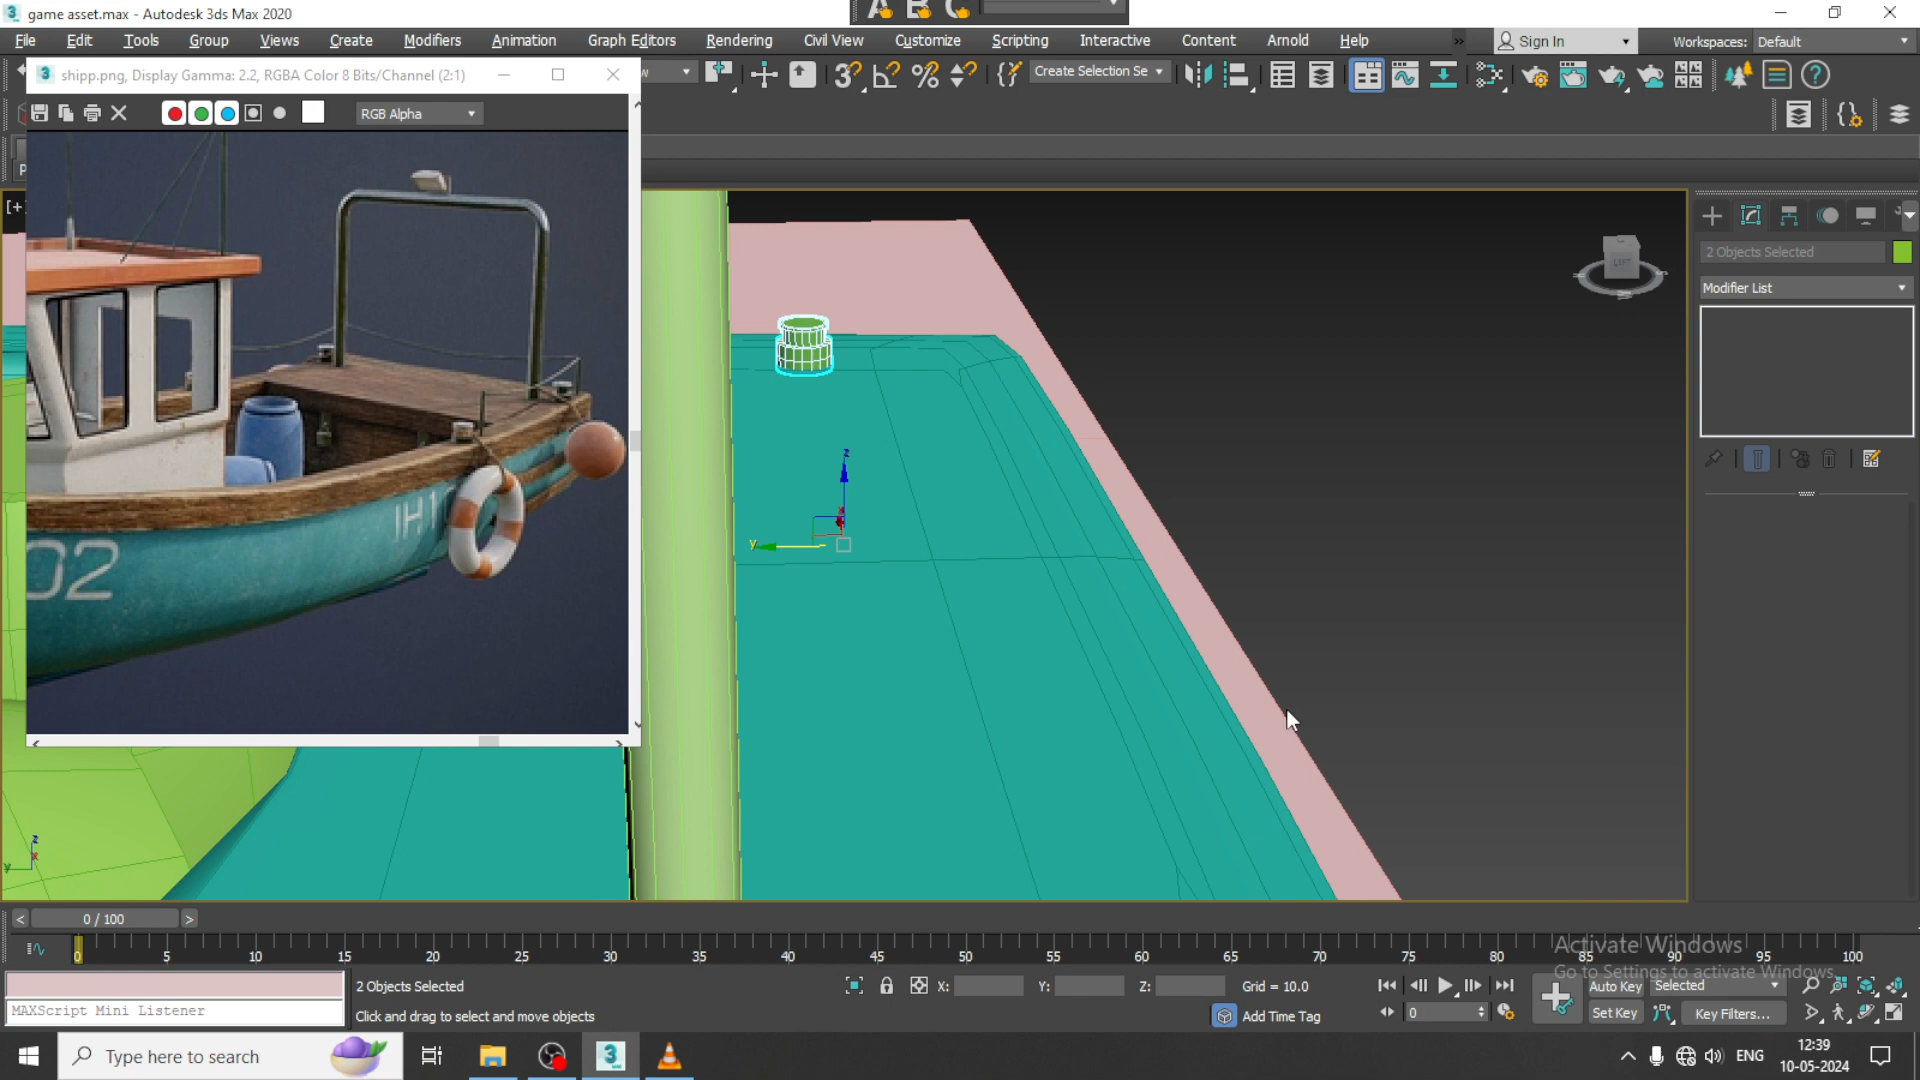 game asset.max - Autodesk 3ds Max 2020
File Edit Tools Group Views Create Modifiers Animation Graph Editors Rendering Civil View Customize Scripting Interactive Content Arnold Help
Sign In
Workspaces: Default
shipp.png, Display Gamma: 2.2, RGBA Color 8 Bits/Channel (2:1)
Create Selection Se
RGB Alpha
[+]
LEFT
2 Objects Selected
Modifier List
IH1
02
z
y
x
z
y
x
0 / 100
0 5 10 15 20 25 30 35 40 45 50 55 60 65 70 75 80 85 90 95 100
Activate Windows
Go to Settings to activate Windows.
2 Objects Selected
X: Y: Z: Grid = 10.0
Auto Key Selected
MAXScript Mini Listener
Click and drag to select and move objects
Add Time Tag
0
Set Key Key Filters...
Type here to search
ENG
12:39
10-05-2024